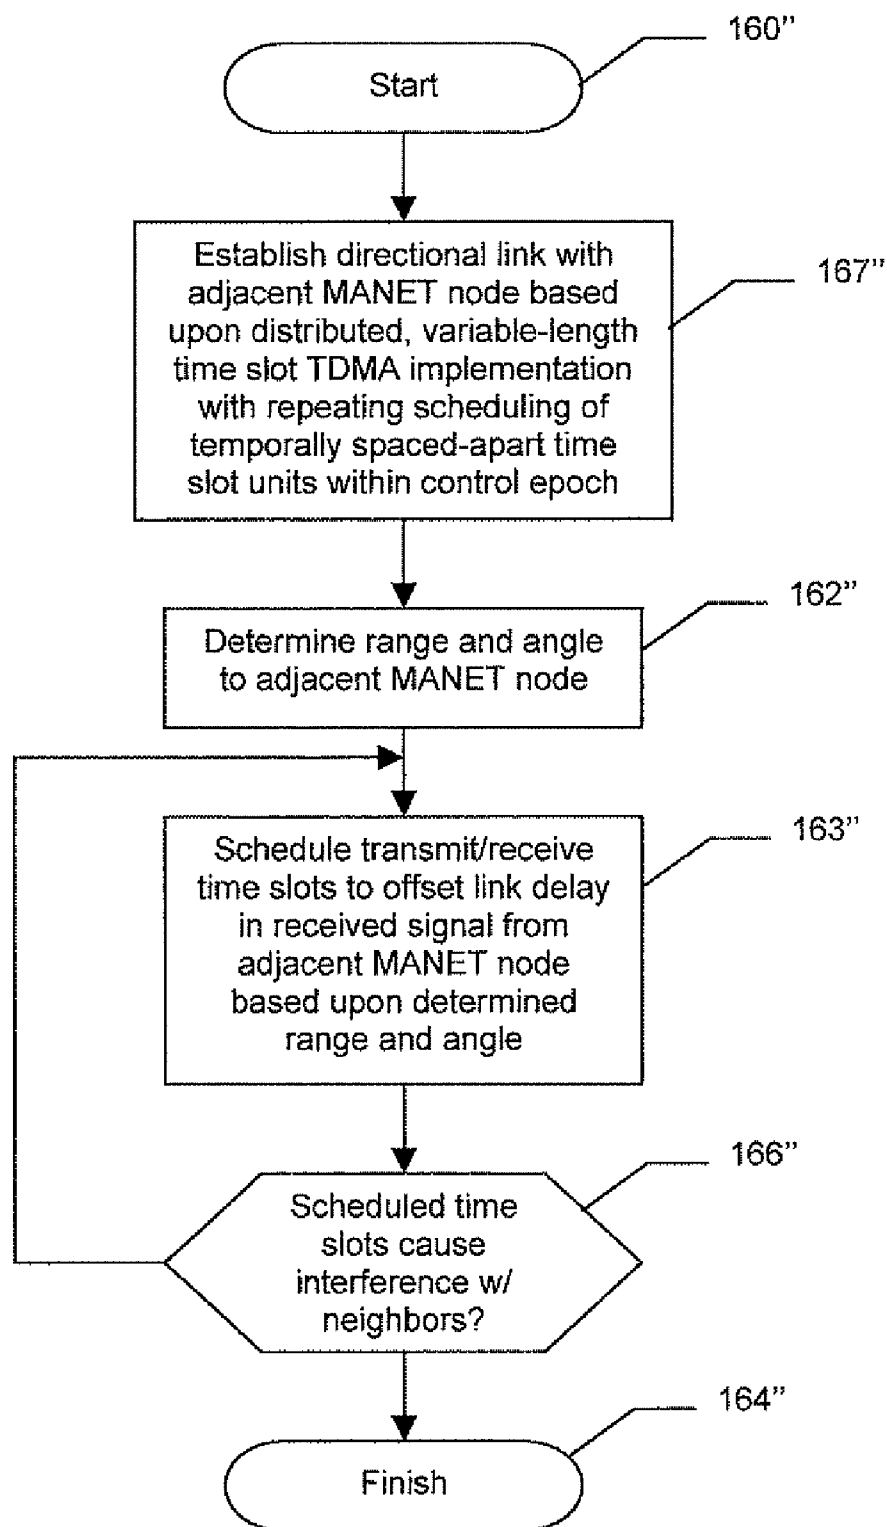 160”
Start
Establish directional link with
adjacent MANET node based
upon distributed, variable-length
time slot TDMA implementation
with repeating scheduling of
temporally spaced-apart time
slot units within control epoch
167”
162”
Determine range and angle
to adjacent MANET node
163”
Schedule transmit/receive
time slots to offset link delay
in received signal from
adjacent MANET node
based upon determined
range and angle
166”
Scheduled time
slots cause
interference w/
neighbors?
164”
Finish